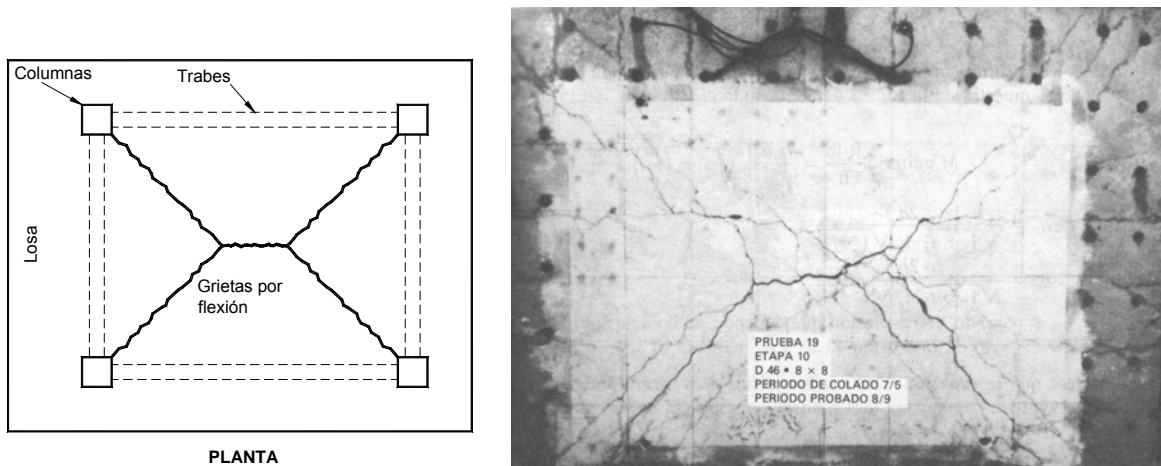 Columnas
Trabes
Losa
Grietas por
flexión
PLANTA
PRUEBA 19
ETAPA 10
D 46 • 8 × 8
PERIODO DE COLADO 7/5
PERIODO PROBADO 8/9